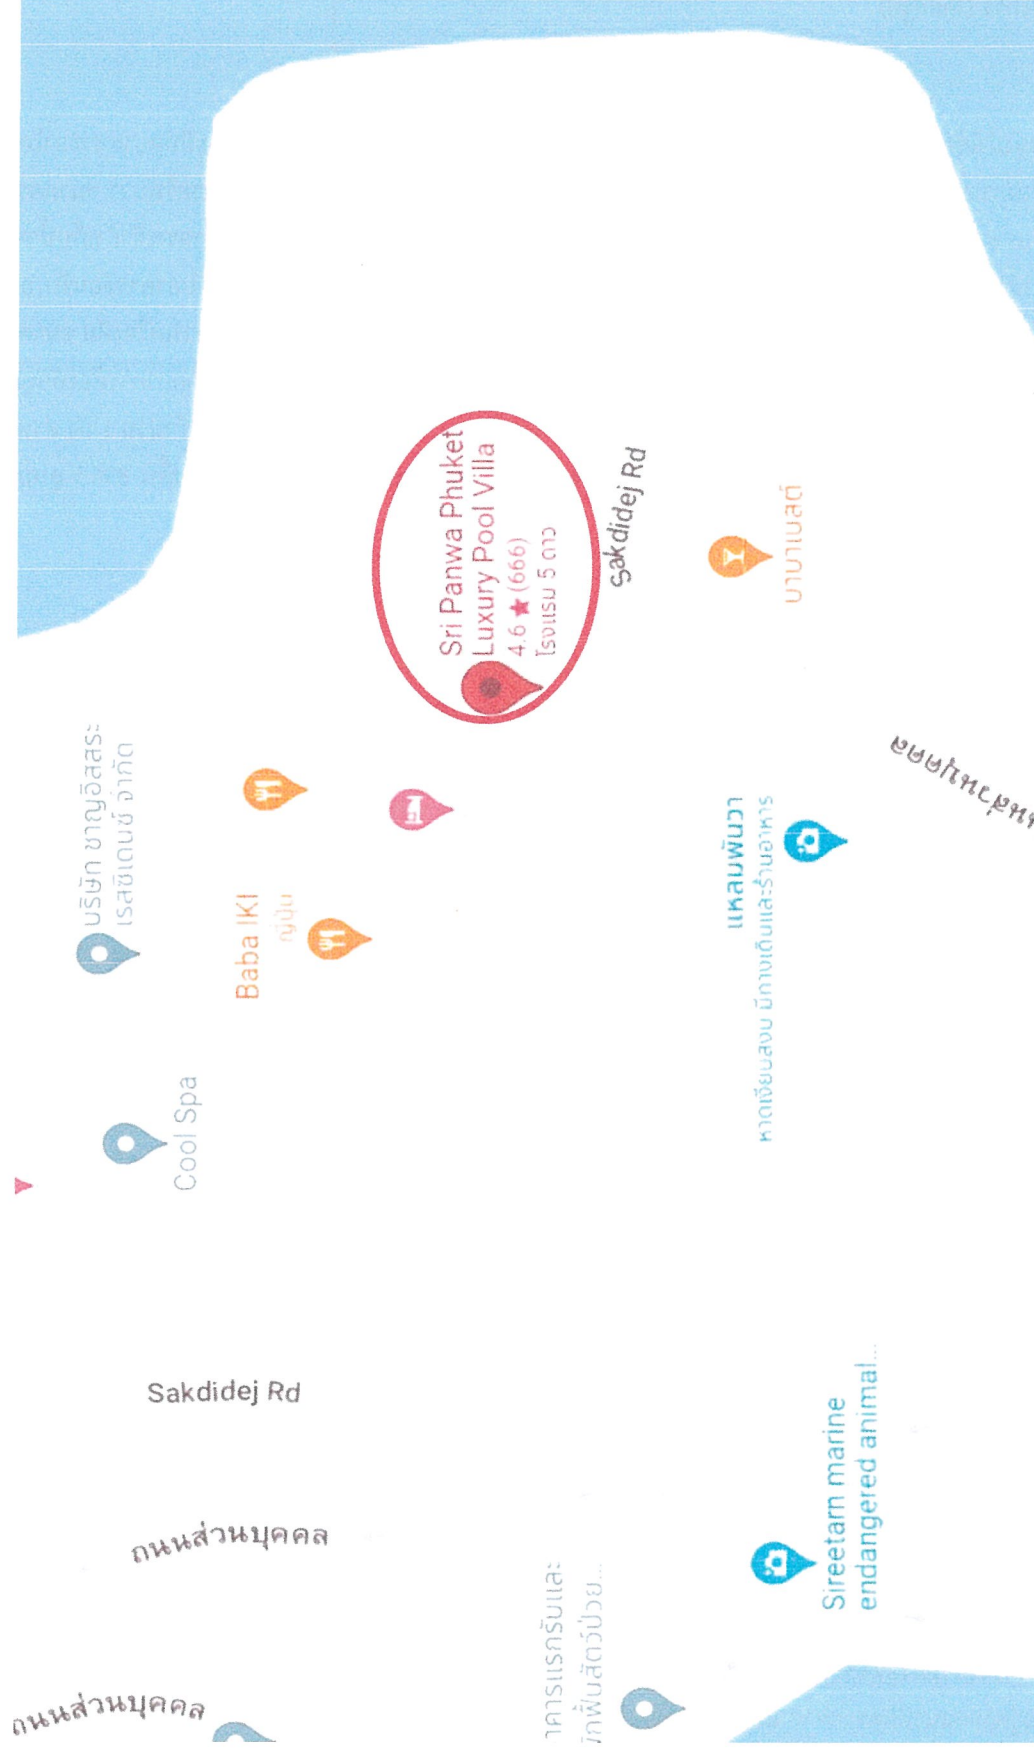 บริษัท ชาญอิสสระ
เรสซิเดนซ์ จำกัด
Cool Spa
Baba IKI
ญี่ปุ่น
Sri Panwa Phuket
Luxury Pool Villa
4.6 ★ (666)
โรงแรม 5 ดาว
Sakdidej Rd
บาบาเนสต์
แหลมพันวา
หาดเงียบสงบ มีทางเดินและร้านอาหาร
Sakdidej Rd
ถนนส่วนบุคคล
ถนนส่วนบุคคล
Sireetarn marine
endangered animal...